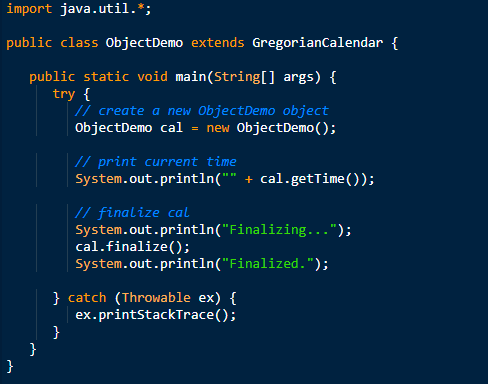 import java.util.*;
public class ObjectDemo extends GregorianCalendar {
public static void main(String[] args) {
try {
// create a new ObjectDemo object
ObjectDemo cal = new ObjectDemo();
// print current time
System.out.println("" + cal.getTime());
// finalize cal
System.out.println("Finalizing...");
cal.finalize();
System.out.println("Finalized.");
} catch (Throwable ex) {
ex.printStackTrace();
}
}
}